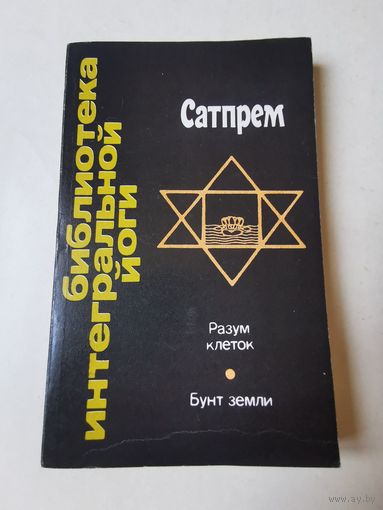 библиотека
интегральной
йоги
Сатпрем
Разум
клеток
Бунт земли
www.ay.by